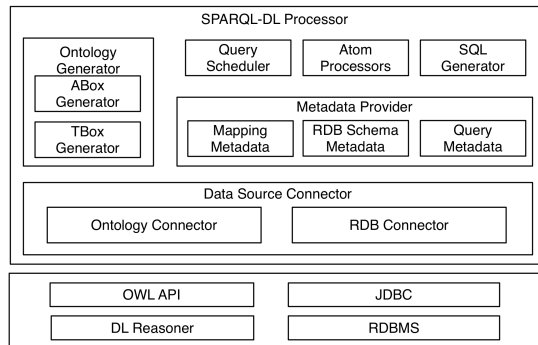 SPARQL-DL Processor
Ontology
Generator
ABox
Generator
TBox
Generator
Query
Scheduler
Atom
Processors
SQL
Generator
Metadata Provider
Mapping
Metadata
RDB Schema
Metadata
Query
Metadata
Data Source Connector
Ontology Connector
RDB Connector
OWL API
JDBC
DL Reasoner
RDBMS